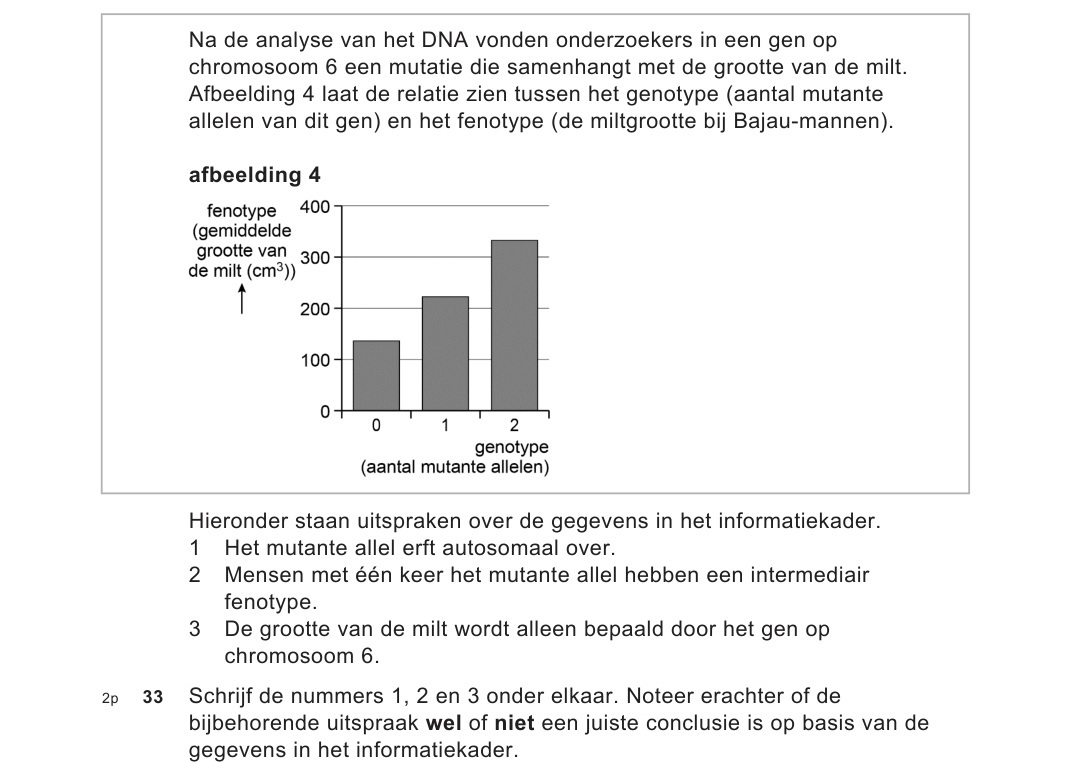 Na de analyse van het DNA vonden onderzoekers in een gen op
chromosoom 6 een mutatie die samenhangt met de grootte van de milt.
Afbeelding 4 laat de relatie zien tussen het genotype (aantal mutante
allelen van dit gen) en het fenotype (de miltgrootte bij Bajau-mannen).
afbeelding 4
fenotype
(gemiddelde
grootte van
de milt (cm³))
400
300
200
100
0
0 1 2
genotype
(aantal mutante allelen)
Hieronder staan uitspraken over de gegevens in het informatiekader.
1 Het mutante allel erft autosomaal over.
2 Mensen met één keer het mutante allel hebben een intermediair
fenotype.
3 De grootte van de milt wordt alleen bepaald door het gen op
chromosoom 6.
2p 33 Schrijf de nummers 1, 2 en 3 onder elkaar. Noteer erachter of de
bijbehorende uitspraak wel of niet een juiste conclusie is op basis van de
gegevens in het informatiekader.